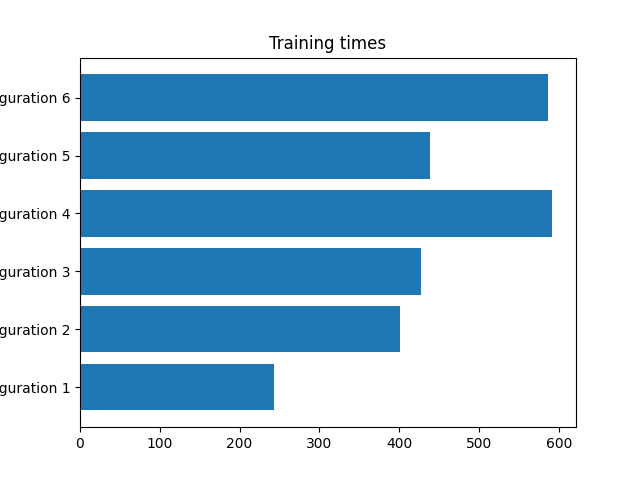 Training times
guration 6
guration 5
guration 4
guration 3
guration 2
guration 1
0 100 200 300 400 500 600